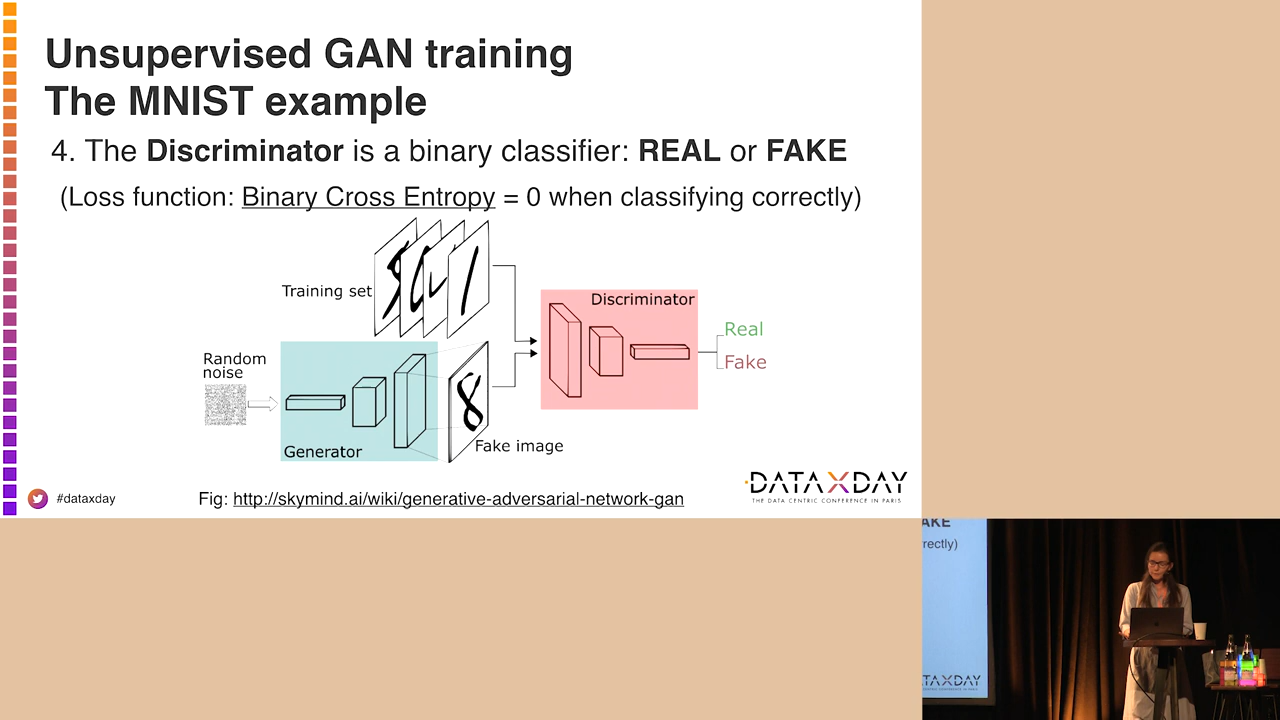 Unsupervised GAN training
The MNIST example
4. The Discriminator is a binary classifier: REAL or FAKE
(Loss function: Binary Cross Entropy = 0 when classifying correctly)
Training set
Discriminator
Real
Fake
Random
noise
Generator
Fake image
#dataxday
Fig: http://skymind.ai/wiki/generative-adversarial-network-gan
DATAXDAY
THE DATA CENTRIC CONFERENCE IN PARIS
AKE
rectly)
TAXDAY